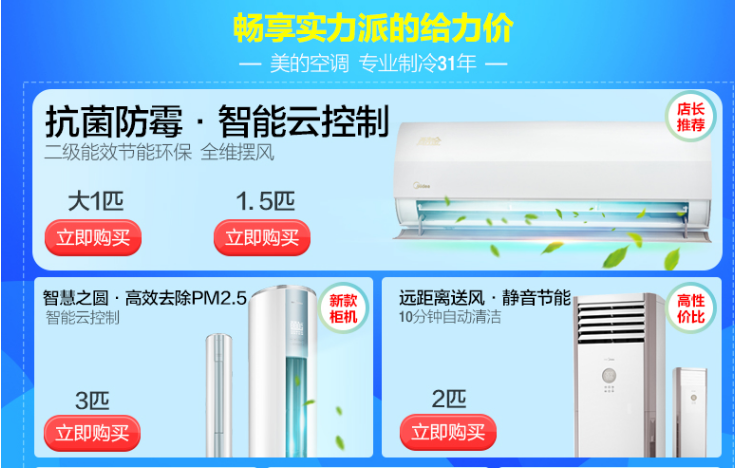 畅享实力派的给力价
— 美的空调 专业制冷31年 —
抗菌防霉·智能云控制
二级能效节能环保 全维摆风
店长
推荐
大1匹
1.5匹
立即购买
立即购买
智慧之圆·高效去除PM2.5
智能云控制
新款
柜机
3匹
立即购买
远距离送风·静音节能
10分钟自动清洁
高性
价比
2匹
立即购买